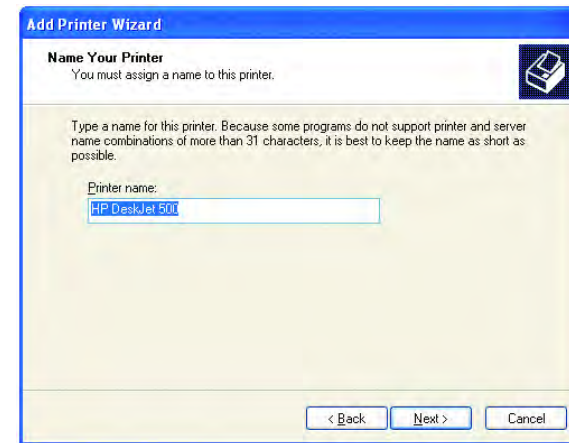 Add Printer Wizard
Name Your Printer
You must assign a name to this printer.
Type a name for this printer. Because some programs do not support printer and server
name combinations of more than 31 characters, it is best to keep the name as short as
possible.
Printer name:
HP DeskJet 500
< Back Next > Cancel